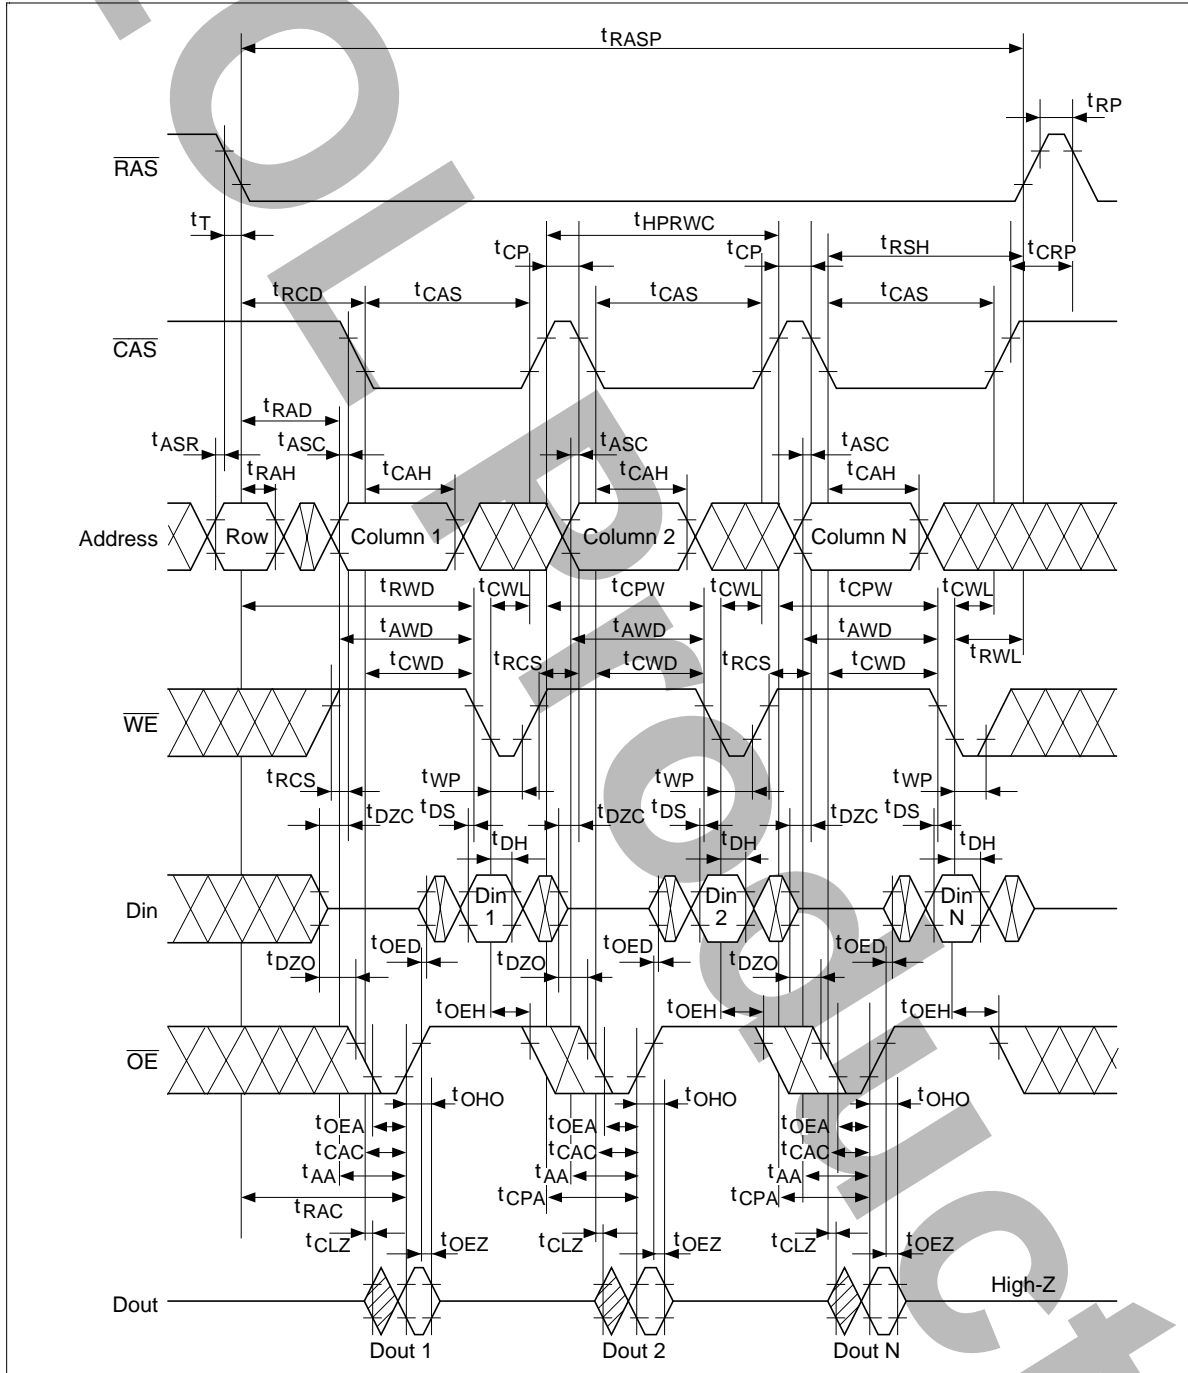 tRASP
tRP
RAS
tT
tHPRWC
tCP
tCP
tRSH
tCRP
tRCD
tCAS
tCAS
tCAS
CAS
tRAD
tASR
tASC
tASC
tASC
tRAH
tCAH
tCAH
tCAH
Address
Row
Column 1
Column 2
Column N
tRWD
tCWL
tCPW
tCWL
tCPW
tCWL
tAWD
tAWD
tAWD
tRWL
tCWD
tRCS
tCWD
tRCS
tCWD
WE
tRCS
tWP
tWP
tWP
tDZC
tDS
tDZC
tDS
tDZC
tDS
tDH
tDH
tDH
Din
Din 1
Din 2
Din N
tOED
tOED
tOED
tDZO
tDZO
tDZO
tOEH
tOEH
tOEH
OE
tOHO
tOHO
tOHO
tOEA
tOEA
tOEA
tCAC
tCAC
tCAC
tAA
tAA
tAA
tRAC
tCPA
tCPA
tCLZ
tOEZ
tCLZ
tOEZ
tCLZ
tOEZ
Dout
High-Z
Dout 1
Dout 2
Dout N
EOL Product